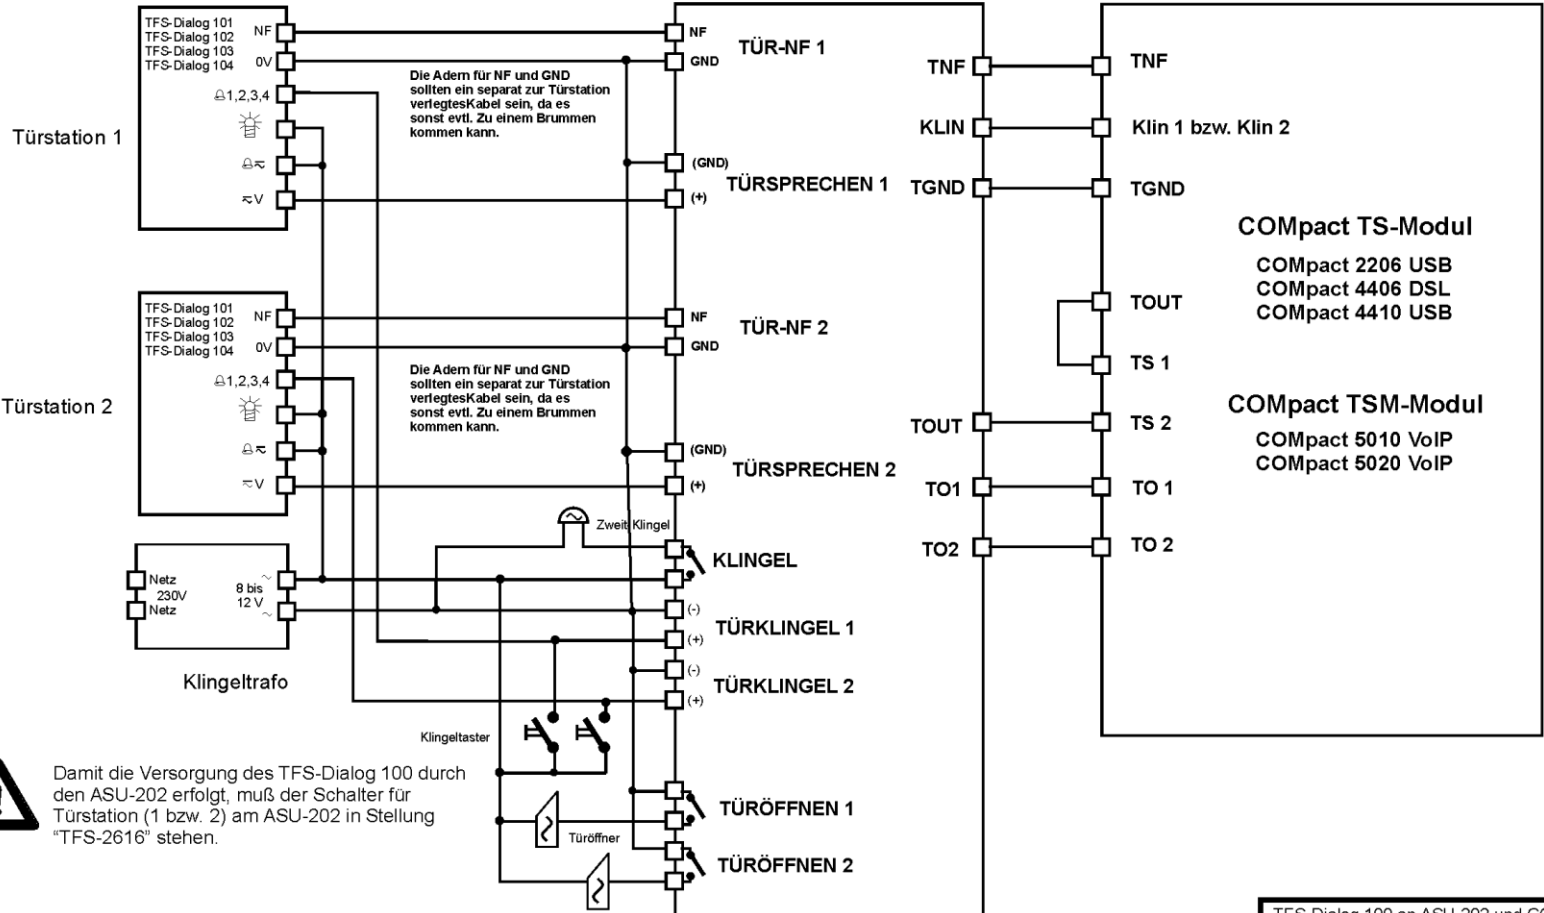 TFS-Dialog 101
TFS-Dialog 102
TFS-Dialog 103
TFS-Dialog 104
NF
0V
1,2,3,4
V
Türstation 1
Die Adern für NF und GND
sollten ein separat zur Türstation
verlegtesKabel sein, da es
sonst evtl. Zu einem Brummen
kommen kann.
NF
GND
TÜR-NF 1
(GND)
(+)
TÜRSPRECHEN 1
TNF
KLIN
TGND
TNF
Klin 1 bzw. Klin 2
TGND
COMpact TS-Modul
COMpact 2206 USB
COMpact 4406 DSL
COMpact 4410 USB
TOUT
TS 1
TFS-Dialog 101
TFS-Dialog 102
TFS-Dialog 103
TFS-Dialog 104
NF
0V
1,2,3,4
V
Türstation 2
Die Adern für NF und GND
sollten ein separat zur Türstation
verlegtesKabel sein, da es
sonst evtl. Zu einem Brummen
kommen kann.
NF
GND
TÜR-NF 2
(GND)
(+)
TÜRSPRECHEN 2
TOUT
TO1
TO2
TS 2
TO 1
TO 2
COMpact TSM-Modul
COMpact 5010 VoIP
COMpact 5020 VoIP
Zweit Klingel
KLINGEL
Netz
230V
Netz
8 bis
12 V
~
~
Klingeltrafo
(-)
(+)
TÜRKLINGEL 1
(-)
(+)
TÜRKLINGEL 2
Klingeltaster
Damit die Versorgung des TFS-Dialog 100 durch
den ASU-202 erfolgt, muß der Schalter für
Türstation (1 bzw. 2) am ASU-202 in Stellung
"TFS-2616" stehen.
Türöffner
TÜRÖFFNEN 1
TÜRÖFFNEN 2
TFS-Dialog 100 an ASU-202 und